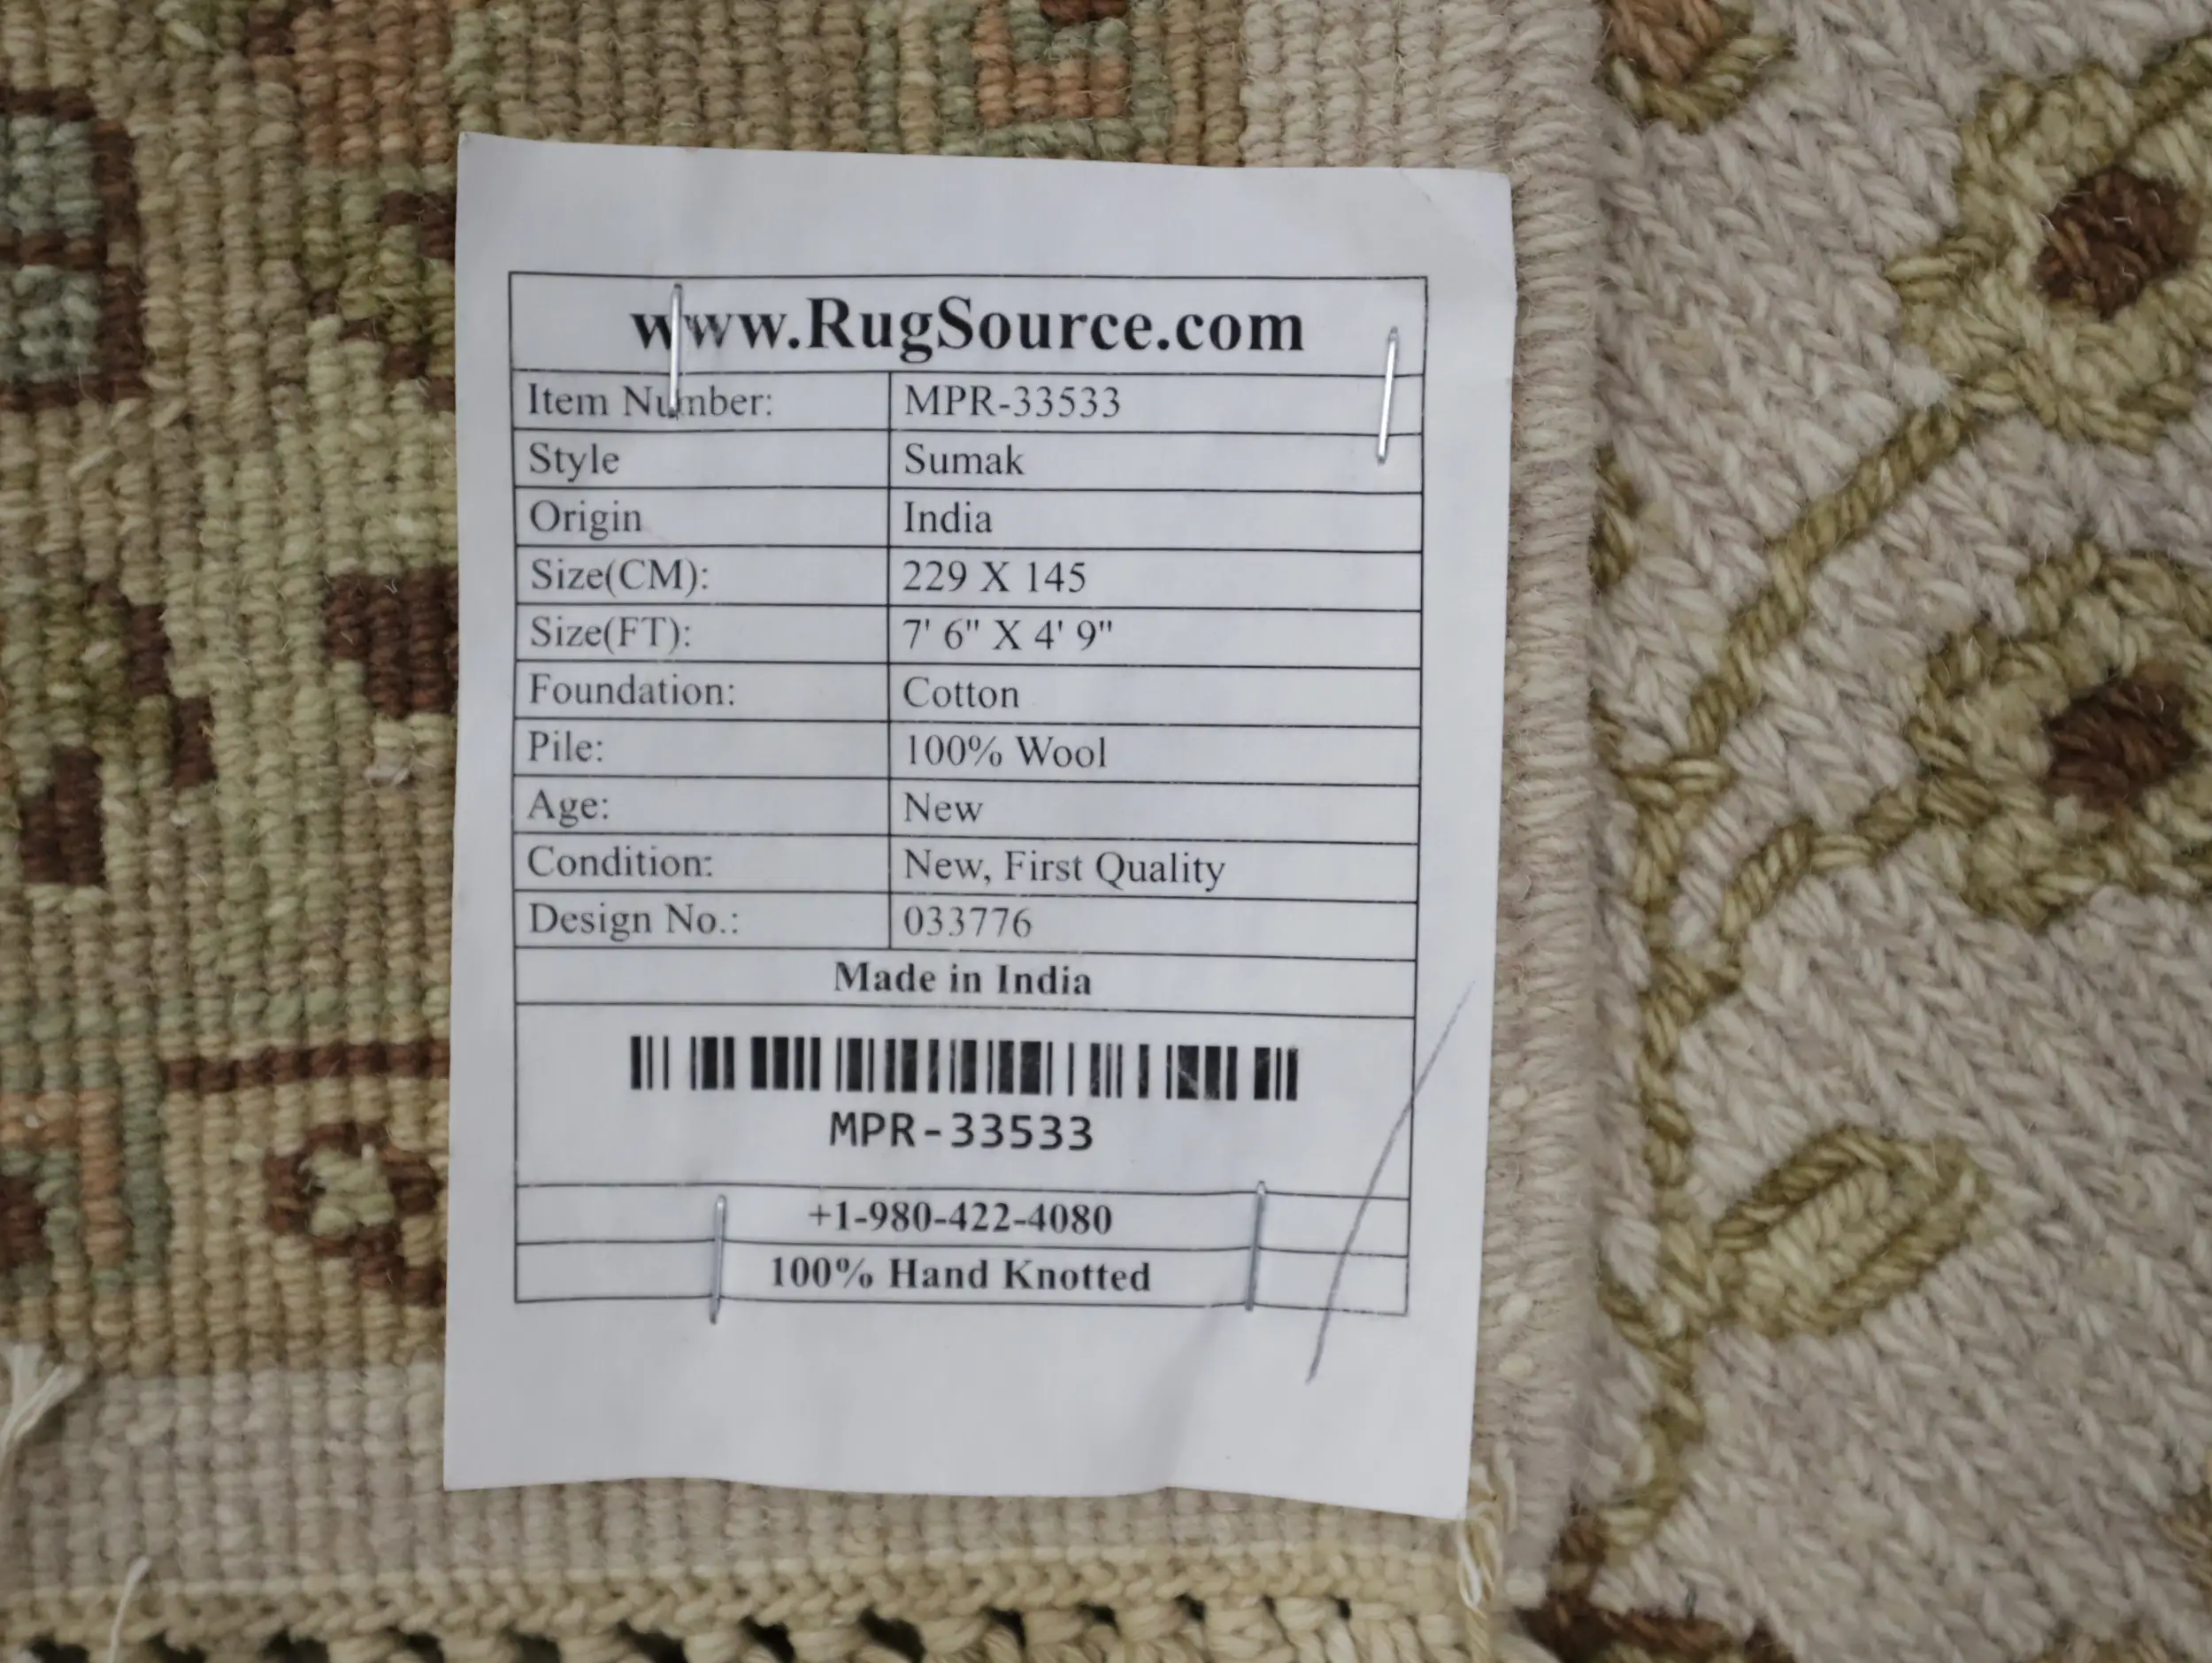 www.RugSource.com
Item Number: MPR-33533
Style Sumak
Origin India
Size(CM): 229 X 145
Size(FT): 7' 6" X 4' 9"
Foundation: Cotton
Pile: 100% Wool
Age: New
Condition: New, First Quality
Design No.: 033776
Made in India
MPR-33533
+1-980-422-4080
100% Hand Knotted